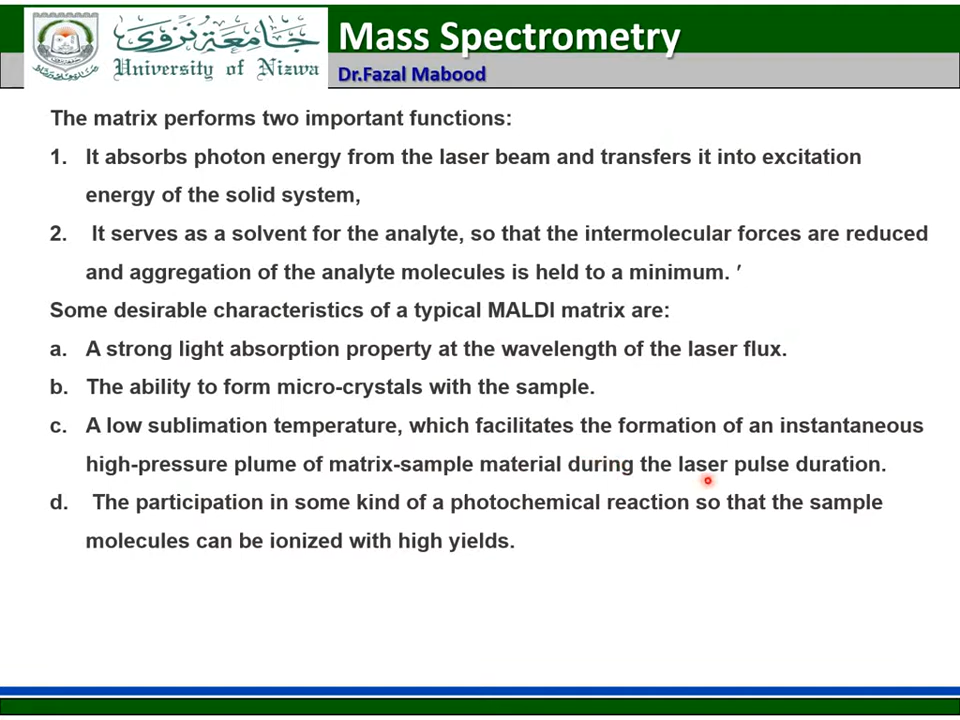 جامعة نزوى
University of Nizwa
Mass Spectrometry
Dr.Fazal Mabood
The matrix performs two important functions:
1. It absorbs photon energy from the laser beam and transfers it into excitation
energy of the solid system,
2. It serves as a solvent for the analyte, so that the intermolecular forces are reduced
and aggregation of the analyte molecules is held to a minimum. ′
Some desirable characteristics of a typical MALDI matrix are:
a. A strong light absorption property at the wavelength of the laser flux.
b. The ability to form micro-crystals with the sample.
c. A low sublimation temperature, which facilitates the formation of an instantaneous
high-pressure plume of matrix-sample material during the laser pulse duration.
d. The participation in some kind of a photochemical reaction so that the sample
molecules can be ionized with high yields.